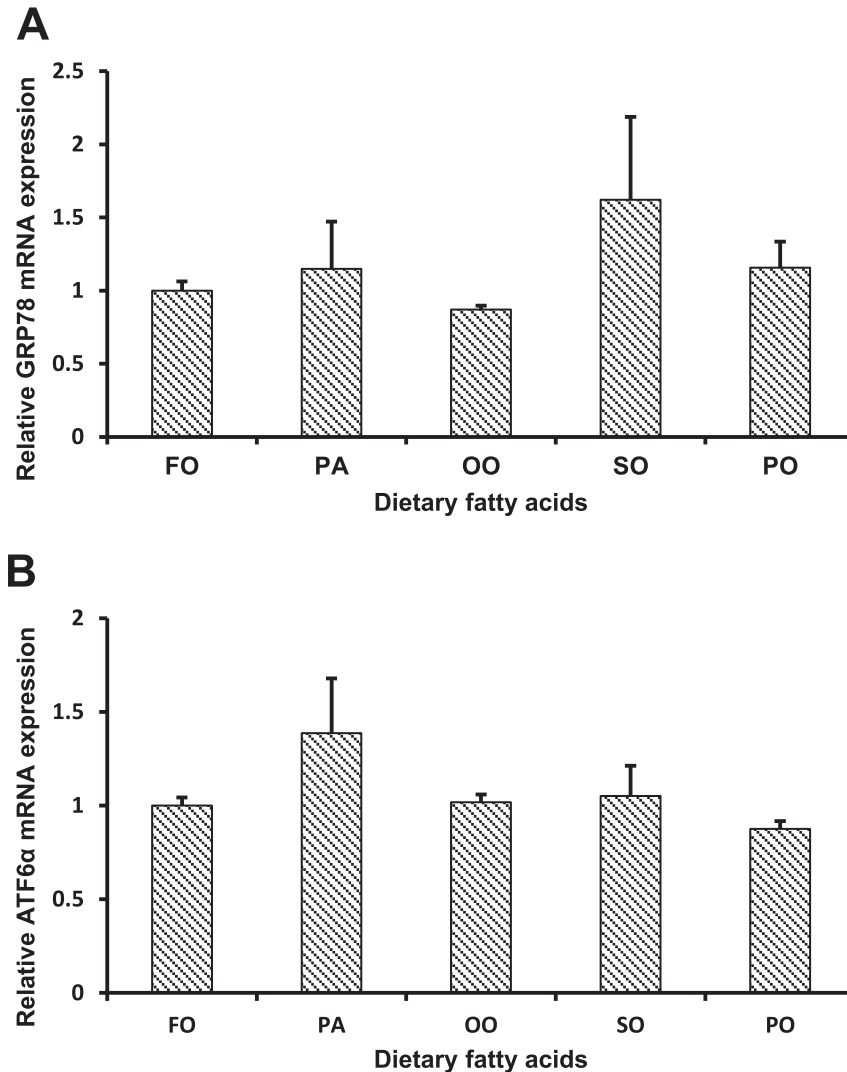 A
Relative GRP78 mRNA expression
2.5
2
1.5
1
0.5
0
FO PA OO SO PO
Dietary fatty acids
B
Relative ATF6α mRNA expression
2
1.5
1
0.5
0
FO PA OO SO PO
Dietary fatty acids